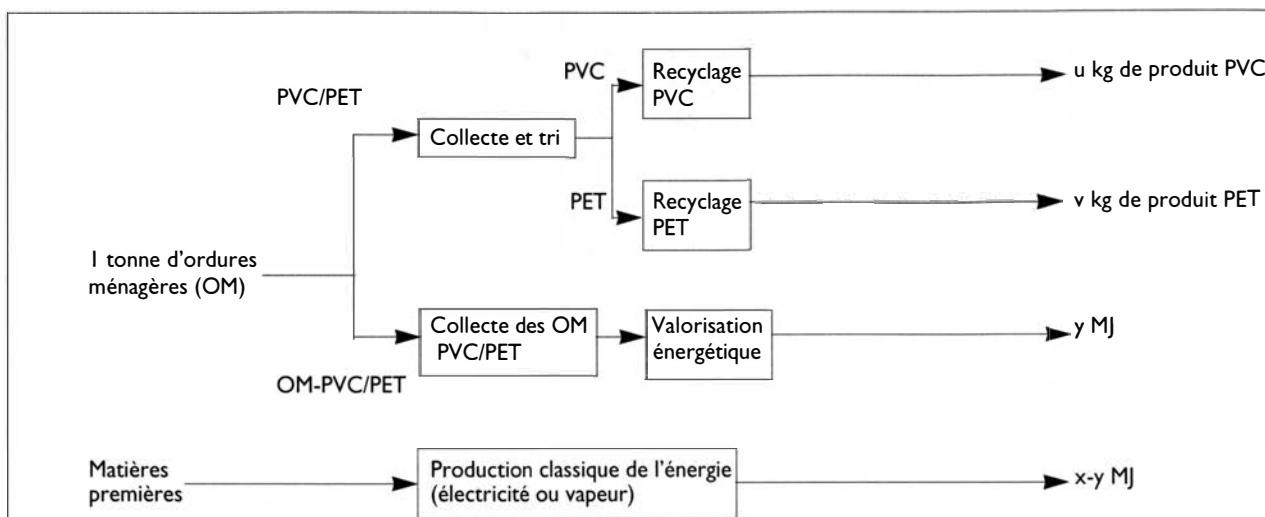 PVC
Recyclage
PVC
u kg de produit PVC
PVC/PET
Collecte et tri
PET
Recyclage
PET
v kg de produit PET
1 tonne d'ordures
ménagères (OM)
Collecte des OM
PVC/PET
Valorisation
énergétique
y MJ
OM-PVC/PET
Matières
premières
Production classique de l'énergie
(électricité ou vapeur)
x-y MJ